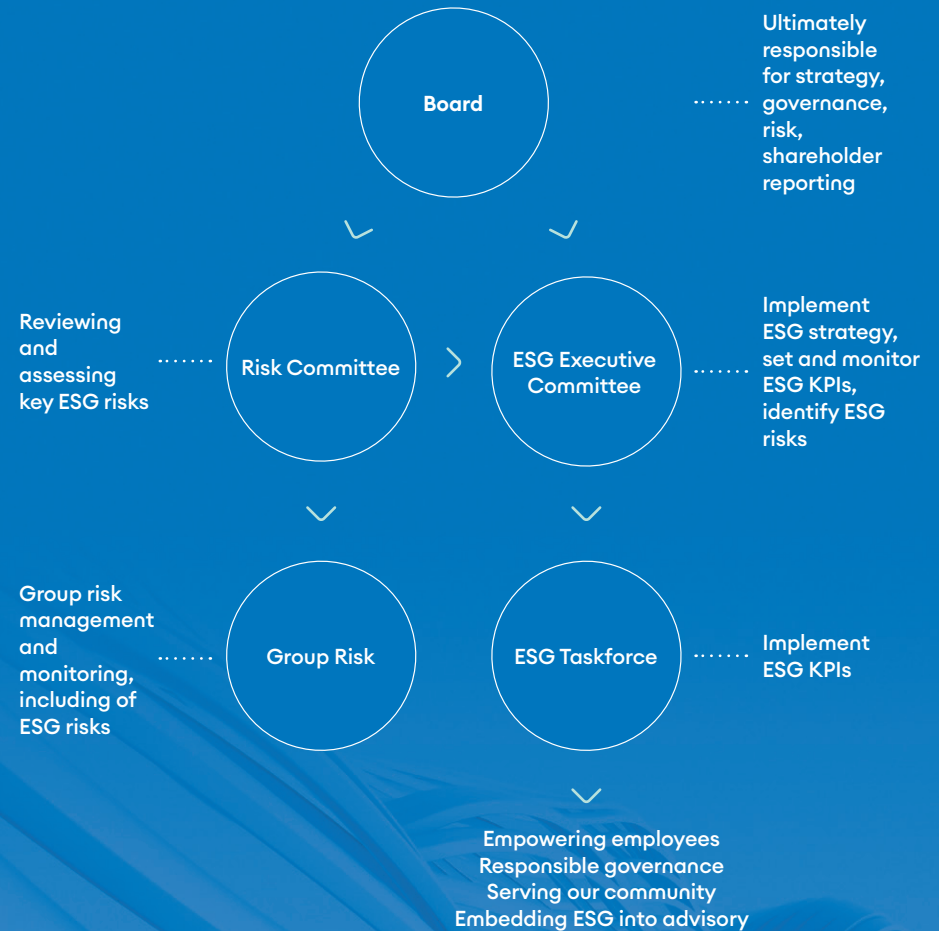 Board
Ultimately
responsible
for strategy,
governance,
risk,
shareholder
reporting
Reviewing
and
assessing
key ESG risks
Risk Committee
ESG Executive
Committee
Implement
ESG strategy,
set and monitor
ESG KPIs,
identify ESG
risks
Group risk
management
and
monitoring,
including of
ESG risks
Group Risk
ESG Taskforce
Implement
ESG KPIs
Empowering employees
Responsible governance
Serving our community
Embedding ESG into advisory